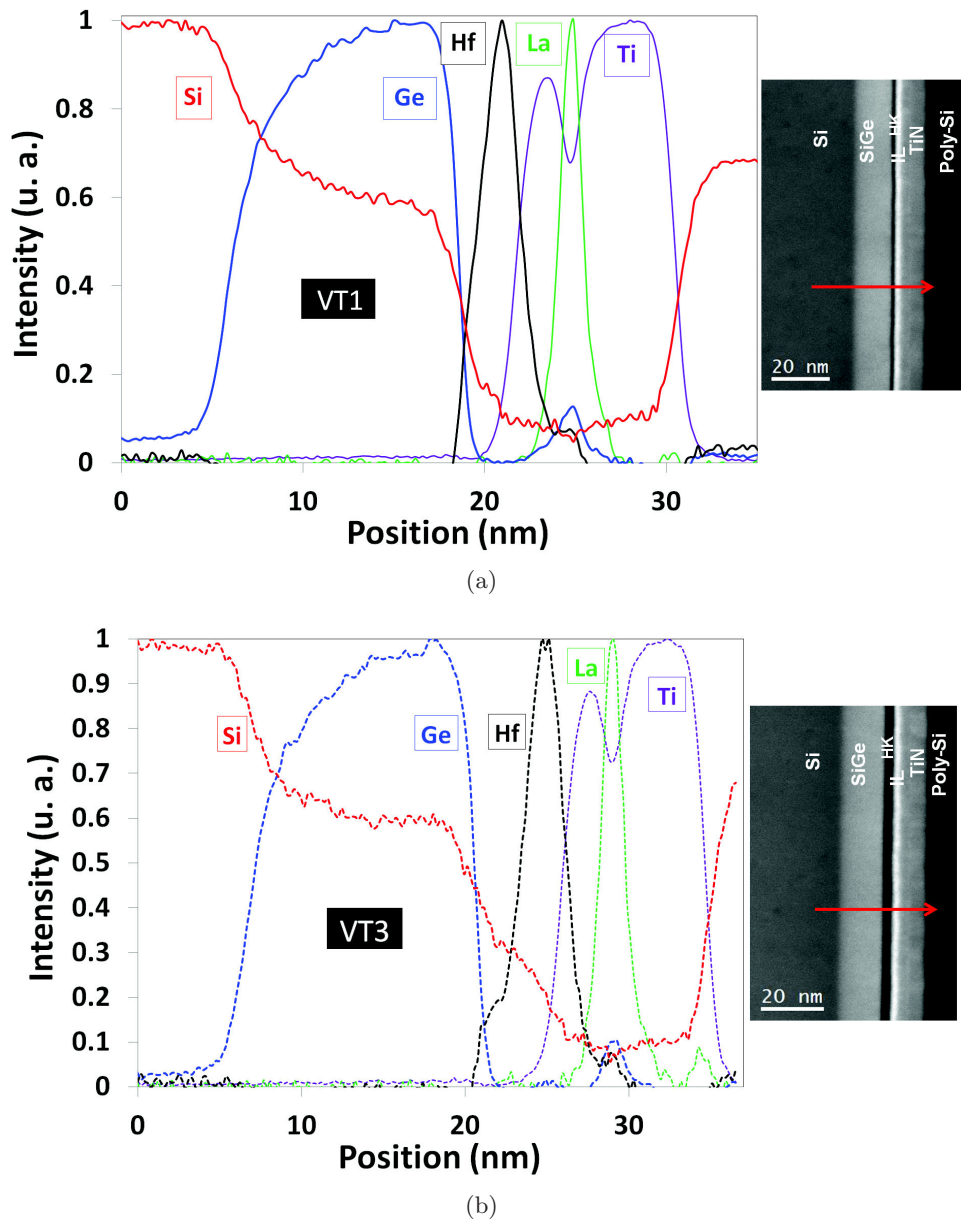 1
0.8
0.6
0.4
0.2
0
Intensity (u. a.)
Si
Ge
Hf
La
Ti
VT1
0 10 20 30
Position (nm)
Si
SiGe
IL
HK
TiN
Poly-Si
20 nm
(a)
1
0.9
0.8
0.7
0.6
0.5
0.4
0.3
0.2
0.1
0
Intensity (u. a.)
Si
Ge
Hf
La
Ti
VT3
0 10 20 30
Position (nm)
Si
SiGe
IL
HK
TiN
Poly-Si
20 nm
(b)